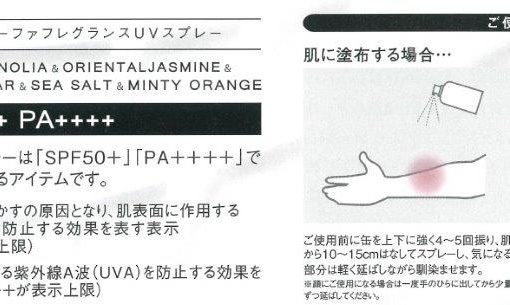 ーファフレグランスUVスプレー
NOLIA & ORIENTALJASMINE &
AR & SEA SALT & MINTY ORANGE
+ PA++++
ーは「SPF50+」「PA++++」で
るアイテムです。
かすの原因となり、肌表面に作用する
防止する効果を表す表示
上限)
る紫外線A波(UVA)を防止する効果を
++が表示上限)
ご使
肌に塗布する場合…
ご使用前に缶を上下に強く4〜5回振り、肌
から10〜15cmはなしてスプレーし、気になる
部分は軽く延ばしながら馴染ませます。
※顔にご使用になる場合は一度手のひらに出してから少量
ずつ延ばしてください。